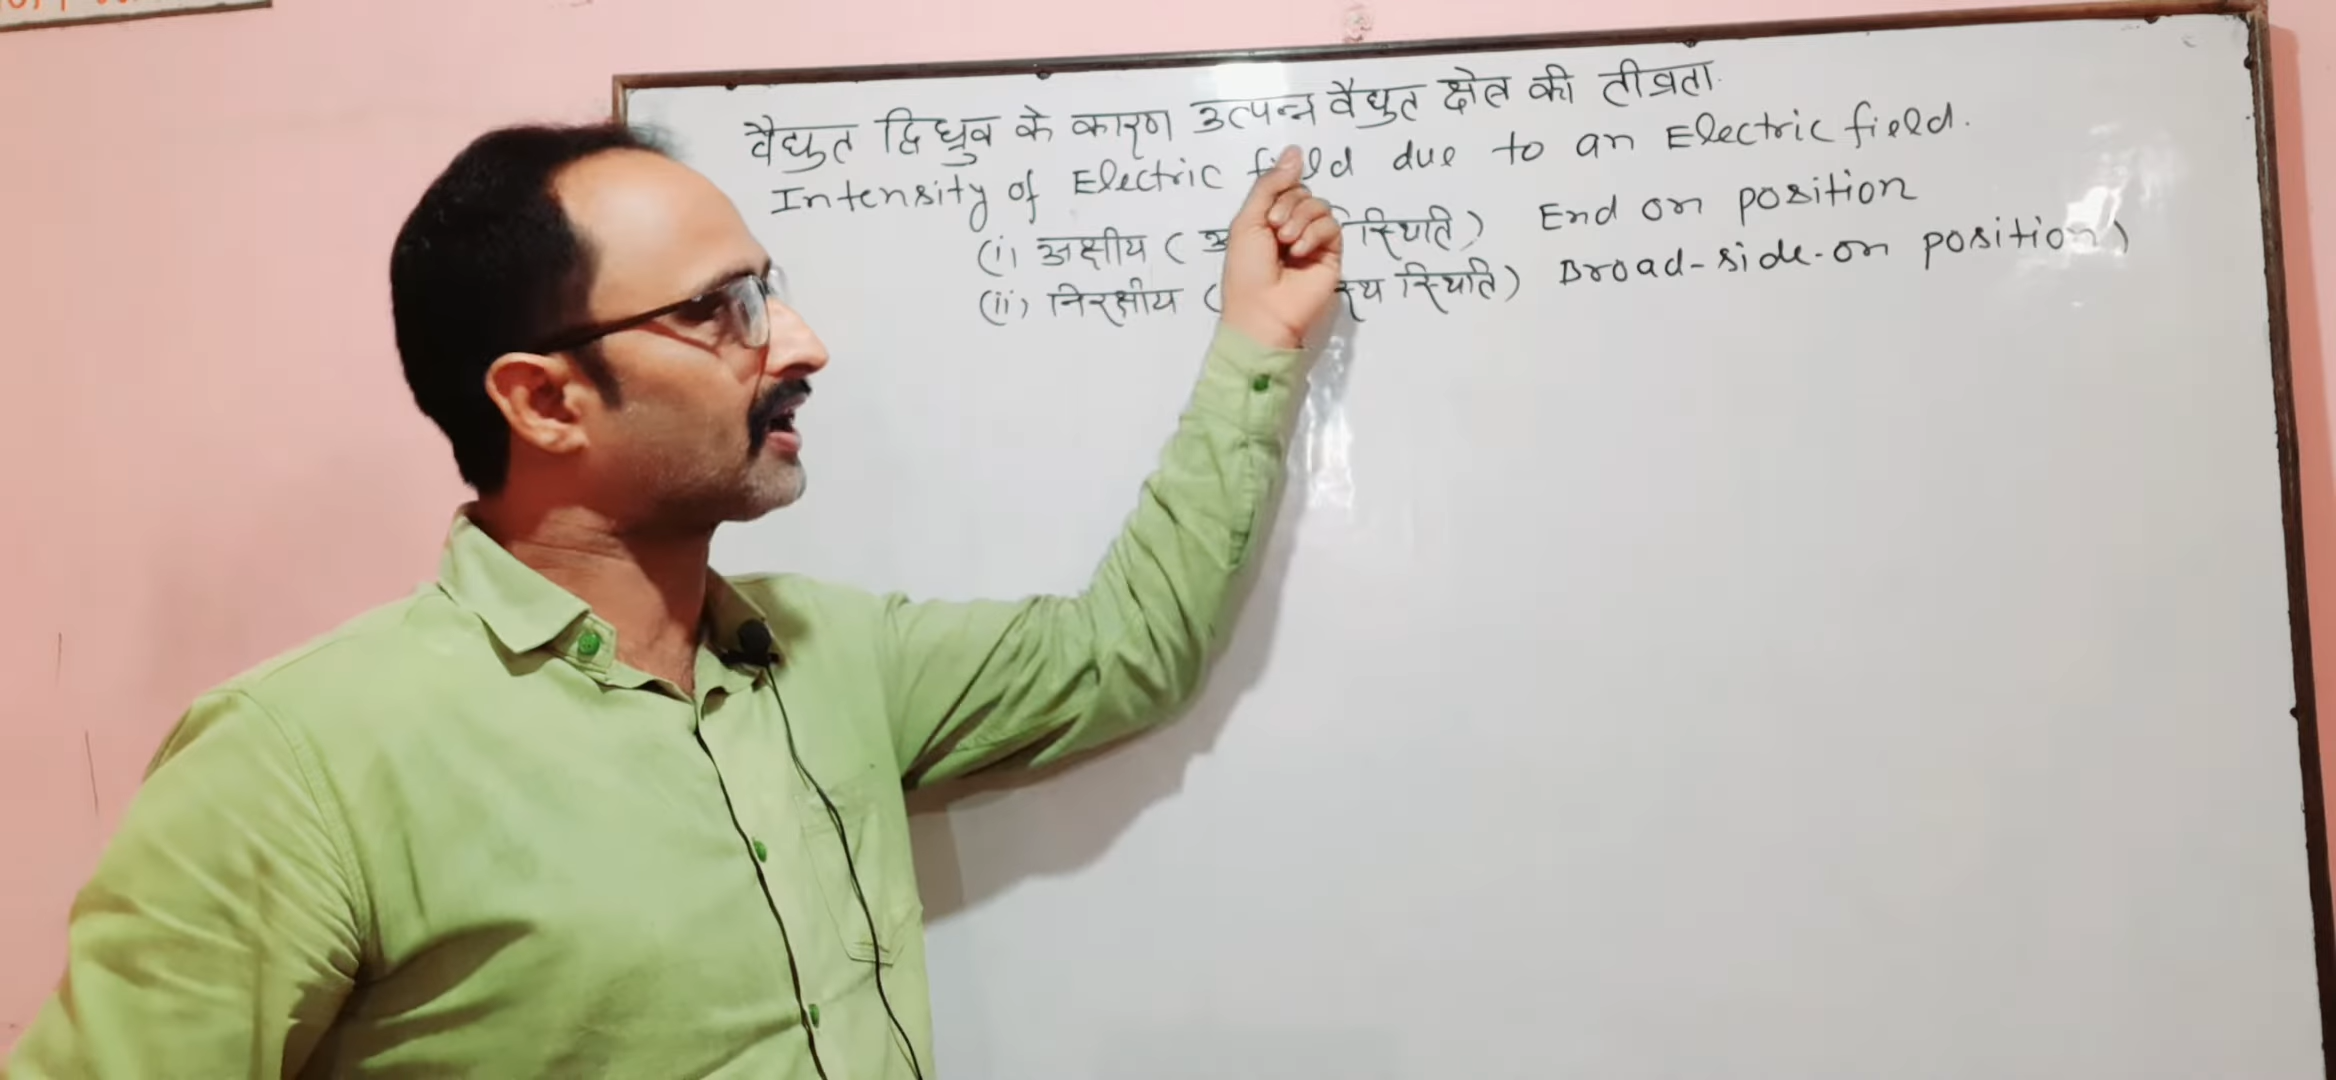 वैद्युत द्विध्रुव के कारण उत्पन्न वैद्युत क्षेत्र की तीव्रता
Intensity of Electric field due to an Electric field.
(i) अक्षीय ( स्थिति) End on position
(ii) निरक्षीय ( स्थिति) Broad-side-on position)